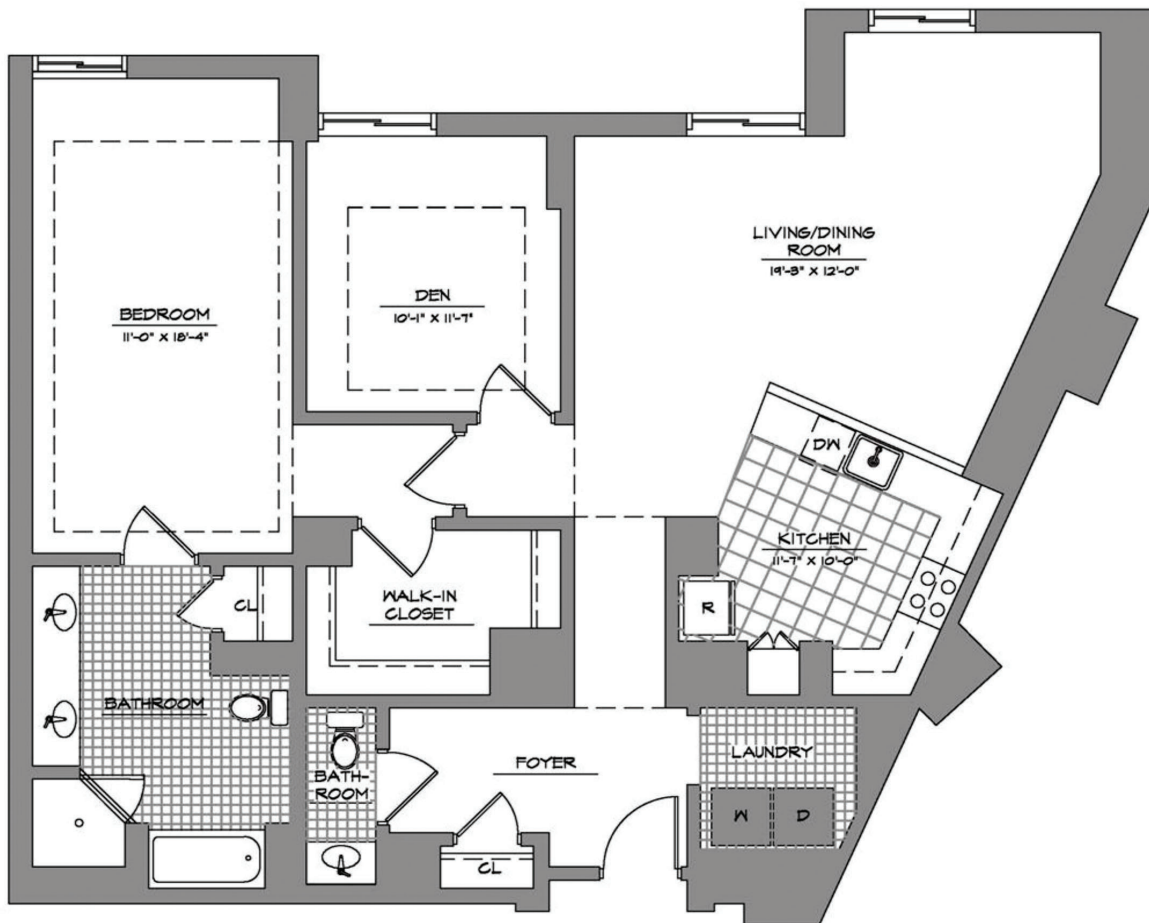 LIVING/DINING
ROOM
19'-3" X 12'-0"
DEN
10'-1" X 11'-7"
BEDROOM
11'-0" X 18'-4"
DW
KITCHEN
11'-7" X 10'-0"
R
WALK-IN
CLOSET
CL
BATHROOM
LAUNDRY
FOYER
BATH-
ROOM
W
D
CL